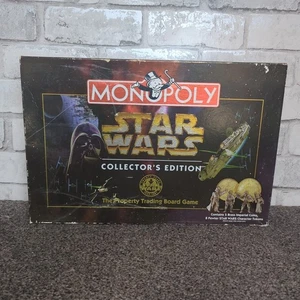 MONOPOLY
STAR
WARS
COLLECTOR'S EDITION
The Property Trading Board Game